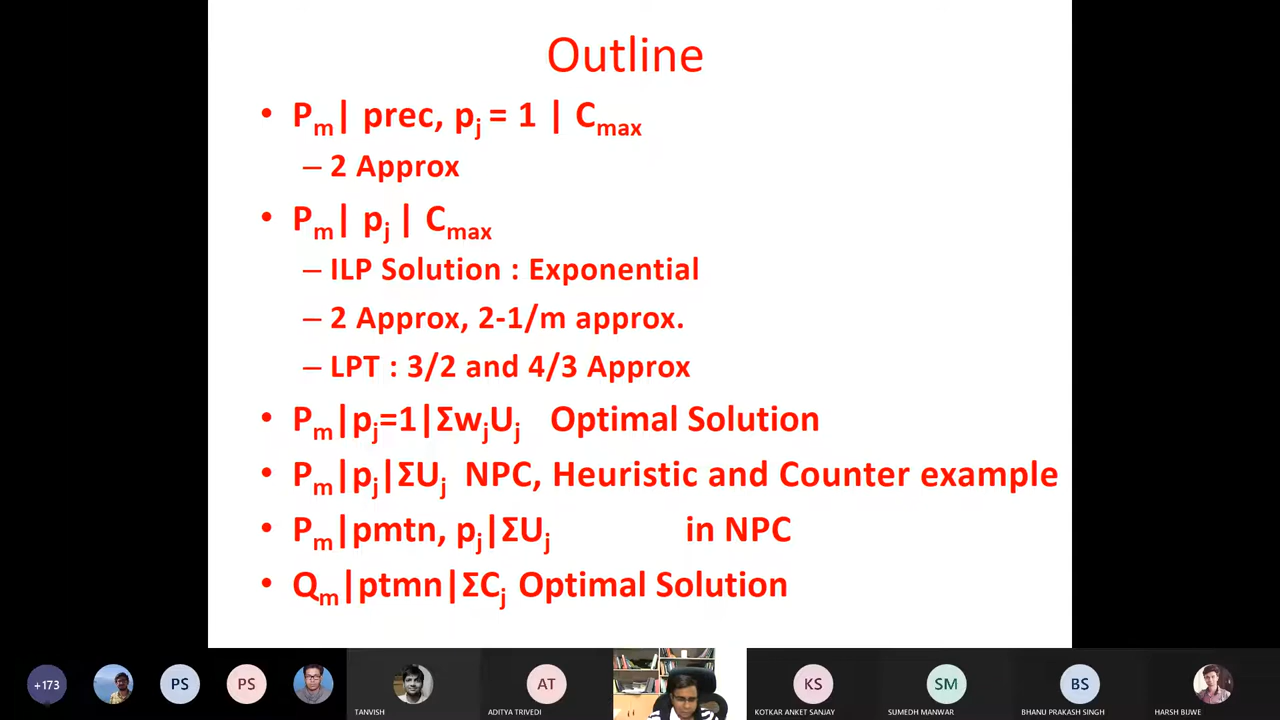 Outline
• Pm| prec, pj = 1 | Cmax
– 2 Approx
• Pm| pj | Cmax
– ILP Solution : Exponential
– 2 Approx, 2-1/m approx.
– LPT : 3/2 and 4/3 Approx
• Pm|pj=1|ΣwjUj Optimal Solution
• Pm|pj|ΣUj NPC, Heuristic and Counter example
• Pm|pmtn, pj|ΣUj in NPC
• Qm|ptmn|ΣCj Optimal Solution
+173 PS PS AT KS SM BS
TANVISH ADITYA TRIVEDI KOTKAR ANKET SANJAY SUMEDH MANWAR BHANU PRAKASH SINGH HARSH BUWE